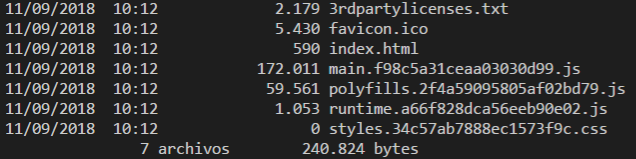 11/09/2018 10:12 2.179 3rdpartylicenses.txt
11/09/2018 10:12 5.430 favicon.ico
11/09/2018 10:12 590 index.html
11/09/2018 10:12 172.011 main.f98c5a31ceaa03030d99.js
11/09/2018 10:12 59.561 polyfills.2f4a59095805af02bd79.js
11/09/2018 10:12 1.053 runtime.a66f828dca56eeb90e02.js
11/09/2018 10:12 0 styles.34c57ab7888ec1573f9c.css
7 archivos 240.824 bytes